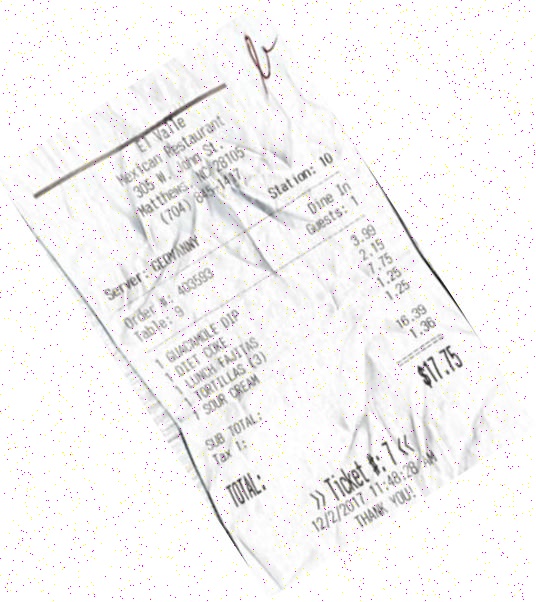 El Valle
Mexican Restaurant
305 W. John St
Matthews, NC 28105
(704) 845-1417
Station: 10
Server: GEOVANNY
Dine In
Order #: 403593
Guests: 1
Table: 9
1 GUACAMOLE DIP 3.99
1 DIET COKE 2.15
1 LUNCH FAJITAS 7.75
1 TORTILLAS (3) 1.25
1 SOUR CREAM 1.25
SUB TOTAL: 16.39
Tax 1: 1.36
TOTAL: $17.75
>> Ticket #: 7 <<
12/2/2017 11:48:28 AM
THANK YOU!